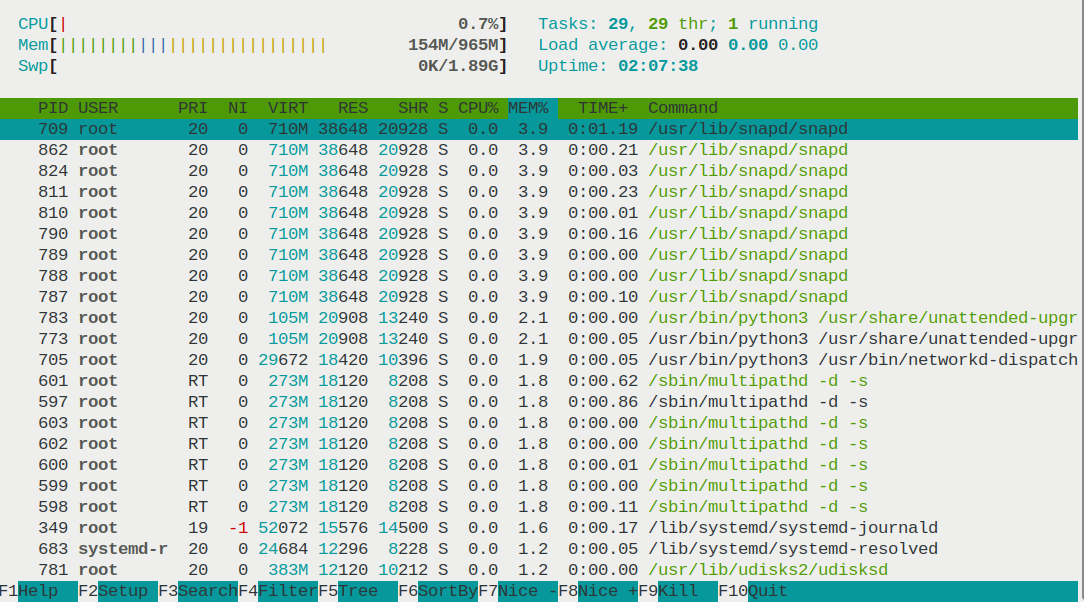 CPU[| 0.7%] Tasks: 29, 29 thr; 1 running
Mem[||||||||||||||||||||||||||| 154M/965M] Load average: 0.00 0.00 0.00
Swp[ 0K/1.89G] Uptime: 02:07:38
PID USER PRI NI VIRT RES SHR S CPU% MEM% TIME+ Command
709 root 20 0 710M 38648 20928 S 0.0 3.9 0:01.19 /usr/lib/snapd/snapd
862 root 20 0 710M 38648 20928 S 0.0 3.9 0:00.21 /usr/lib/snapd/snapd
824 root 20 0 710M 38648 20928 S 0.0 3.9 0:00.03 /usr/lib/snapd/snapd
811 root 20 0 710M 38648 20928 S 0.0 3.9 0:00.23 /usr/lib/snapd/snapd
810 root 20 0 710M 38648 20928 S 0.0 3.9 0:00.01 /usr/lib/snapd/snapd
790 root 20 0 710M 38648 20928 S 0.0 3.9 0:00.16 /usr/lib/snapd/snapd
789 root 20 0 710M 38648 20928 S 0.0 3.9 0:00.00 /usr/lib/snapd/snapd
788 root 20 0 710M 38648 20928 S 0.0 3.9 0:00.00 /usr/lib/snapd/snapd
787 root 20 0 710M 38648 20928 S 0.0 3.9 0:00.10 /usr/lib/snapd/snapd
783 root 20 0 105M 20908 13240 S 0.0 2.1 0:00.00 /usr/bin/python3 /usr/share/unattended-upgr
773 root 20 0 105M 20908 13240 S 0.0 2.1 0:00.05 /usr/bin/python3 /usr/share/unattended-upgr
705 root 20 0 29672 18420 10396 S 0.0 1.9 0:00.05 /usr/bin/python3 /usr/bin/networkd-dispatch
601 root RT 0 273M 18120 8208 S 0.0 1.8 0:00.62 /sbin/multipathd -d -s
597 root RT 0 273M 18120 8208 S 0.0 1.8 0:00.86 /sbin/multipathd -d -s
603 root RT 0 273M 18120 8208 S 0.0 1.8 0:00.00 /sbin/multipathd -d -s
602 root RT 0 273M 18120 8208 S 0.0 1.8 0:00.00 /sbin/multipathd -d -s
600 root RT 0 273M 18120 8208 S 0.0 1.8 0:00.01 /sbin/multipathd -d -s
599 root RT 0 273M 18120 8208 S 0.0 1.8 0:00.00 /sbin/multipathd -d -s
598 root RT 0 273M 18120 8208 S 0.0 1.8 0:00.11 /sbin/multipathd -d -s
349 root 19 -1 52072 15576 14500 S 0.0 1.6 0:00.17 /lib/systemd/systemd-journald
683 systemd-r 20 0 24684 12296 8228 S 0.0 1.2 0:00.05 /lib/systemd/systemd-resolved
781 root 20 0 383M 12120 10212 S 0.0 1.2 0:00.00 /usr/lib/udisks2/udisksd
F1Help F2Setup F3SearchF4FilterF5Tree F6SortByF7Nice -F8Nice +F9Kill F10Quit